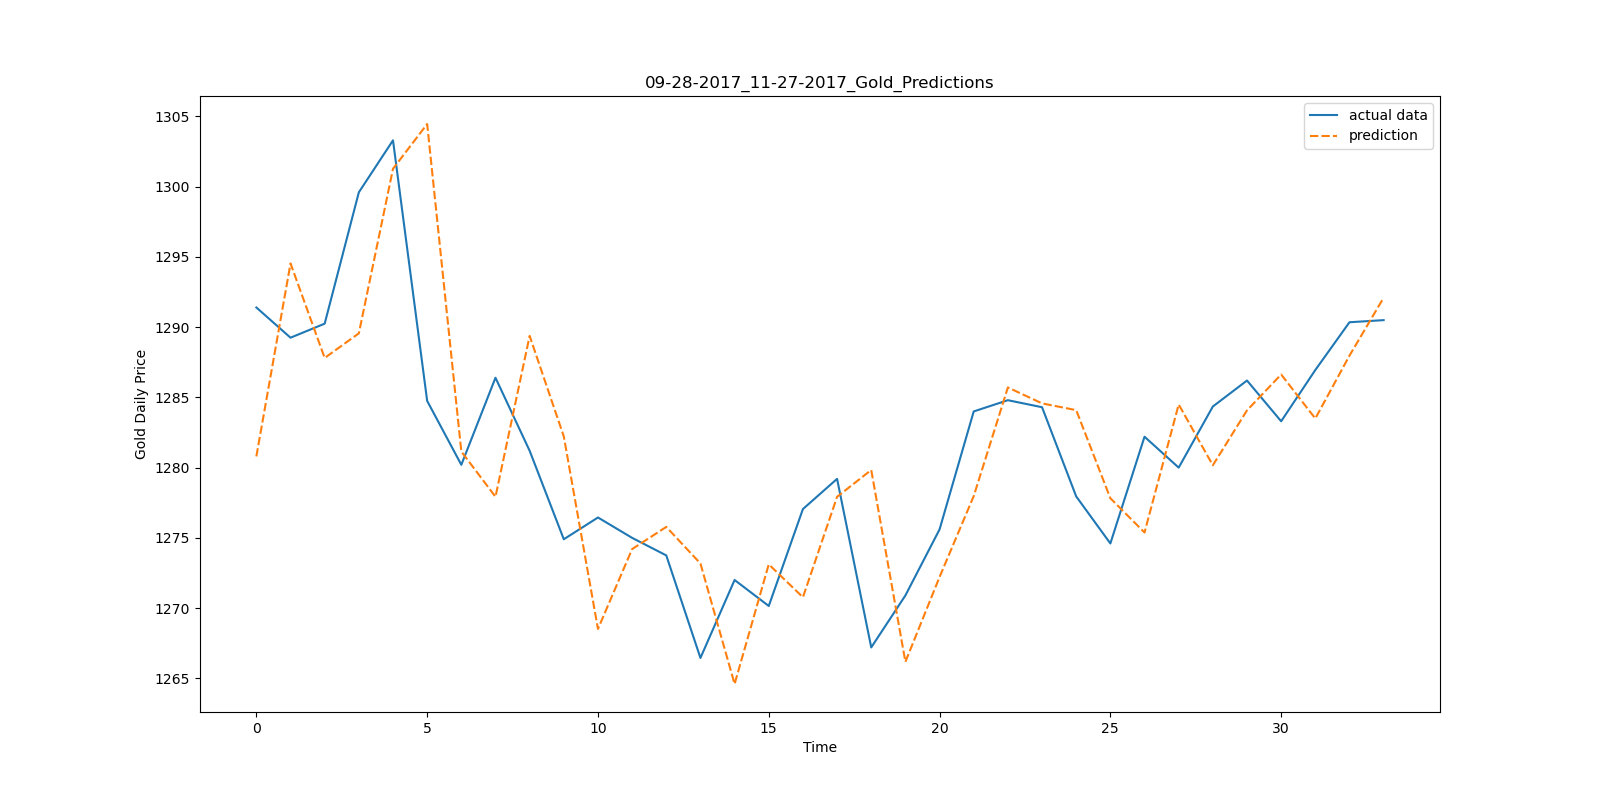 09-28-2017_11-27-2017_Gold_Predictions
actual data
prediction
1305
1300
1295
1290
1285
1280
1275
1270
1265
Gold Daily Price
0 5 10 15 20 25 30
Time